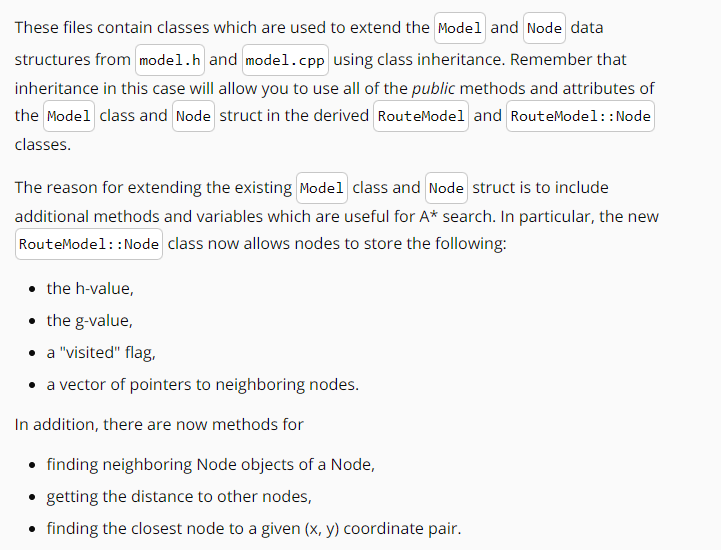 These files contain classes which are used to extend the Model and Node data
structures from model.h and model.cpp using class inheritance. Remember that
inheritance in this case will allow you to use all of the public methods and attributes of
the Model class and Node struct in the derived RouteModel and RouteModel::Node
classes.
The reason for extending the existing Model class and Node struct is to include
additional methods and variables which are useful for A* search. In particular, the new
RouteModel::Node class now allows nodes to store the following:
• the h-value,
• the g-value,
• a "visited" flag,
• a vector of pointers to neighboring nodes.
In addition, there are now methods for
• finding neighboring Node objects of a Node,
• getting the distance to other nodes,
• finding the closest node to a given (x, y) coordinate pair.